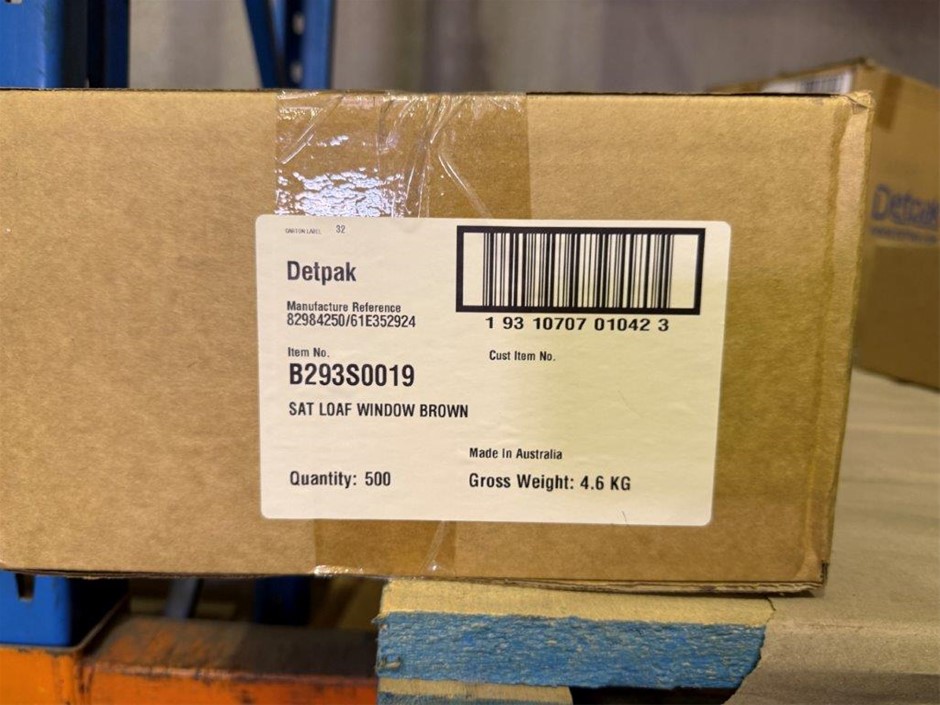 CARTON LABEL 32
Detpak
Manufacture Reference
82984250/61E352924
1 93 10707 01042 3
Item No.
B293S0019
Cust Item No.
SAT LOAF WINDOW BROWN
Made In Australia
Quantity: 500
Gross Weight: 4.6 KG
Detpak